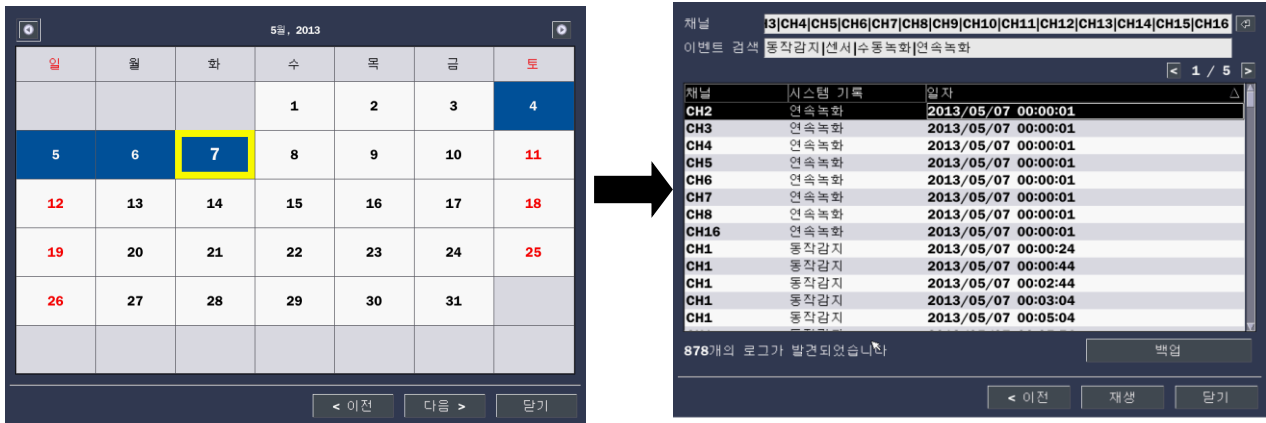 5월, 2013
일 월 화 수 목 금 토
1 2 3 4
5 6 7 8 9 10 11
12 13 14 15 16 17 18
19 20 21 22 23 24 25
26 27 28 29 30 31
< 이전 다음 > 닫기
채널 I3|CH4|CH5|CH6|CH7|CH8|CH9|CH10|CH11|CH12|CH13|CH14|CH15|CH16
이벤트 검색 동작감지|센서|수동녹화|연속녹화
< 1 / 5 >
채널 시스템 기록 일자
CH2 연속녹화 2013/05/07 00:00:01
CH3 연속녹화 2013/05/07 00:00:01
CH4 연속녹화 2013/05/07 00:00:01
CH5 연속녹화 2013/05/07 00:00:01
CH6 연속녹화 2013/05/07 00:00:01
CH7 연속녹화 2013/05/07 00:00:01
CH8 연속녹화 2013/05/07 00:00:01
CH16 연속녹화 2013/05/07 00:00:01
CH1 동작감지 2013/05/07 00:00:24
CH1 동작감지 2013/05/07 00:00:44
CH1 동작감지 2013/05/07 00:02:44
CH1 동작감지 2013/05/07 00:03:04
CH1 동작감지 2013/05/07 00:05:04
878개의 로그가 발견되었습니다 백업
< 이전 재생 닫기